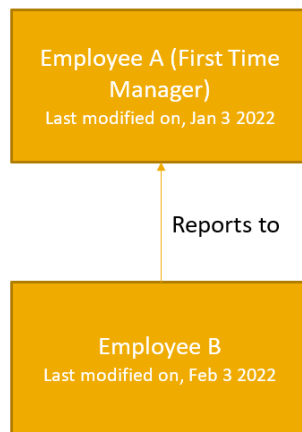 Employee A (First Time
Manager)
Last modified on, Jan 3 2022
Reports to
Employee B
Last modified on, Feb 3 2022